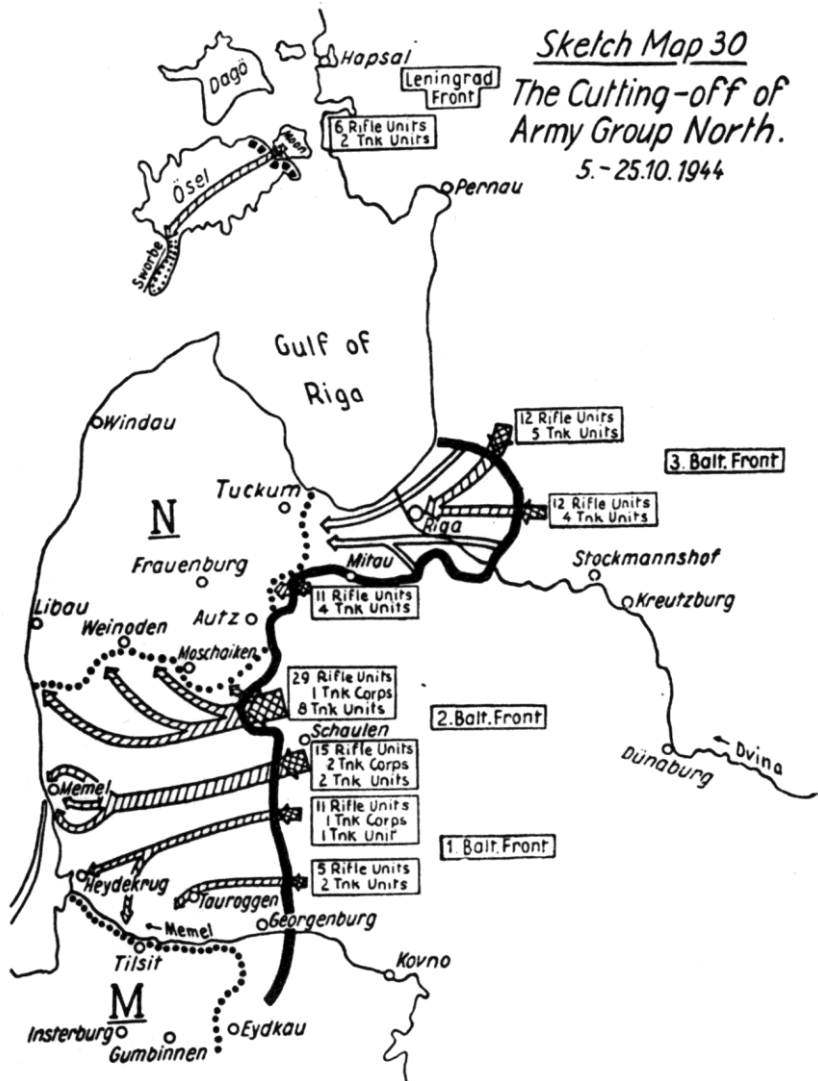 Sketch Map 30
The Cutting-off of
Army Group North.
5.-25.10.1944
Hapsal
Dagö
Leningrad
Front
6 Rifle Units
2 Tnk Units
Moon
Ösel
Pernau
Sworbe
Gulf of
Riga
Windau
12 Rifle Units
5 Tnk Units
3. Balt. Front
Tuckum
N
12 Rifle Units
4 Tnk Units
Riga
Frauenburg
Mitau
Stockmannshof
Kreutzburg
11 Rifle Units
4 Tnk Units
Libau
Autz
Weinoden
Moschaiken
29 Rifle Units
1 Tnk Corps
8 Tnk Units
2. Balt. Front
Schaulen
15 Rifle Units
2 Tnk Corps
2 Tnk Units
Dvina
Dünaburg
Memel
11 Rifle Units
1 Tnk Corps
1 Tnk Unit
1. Balt. Front
Heydekrug
5 Rifle Units
2 Tnk Units
Tauroggen
Georgenburg
Memel
Tilsit
Kovno
M
Insterburg
Eydkau
Gumbinnen